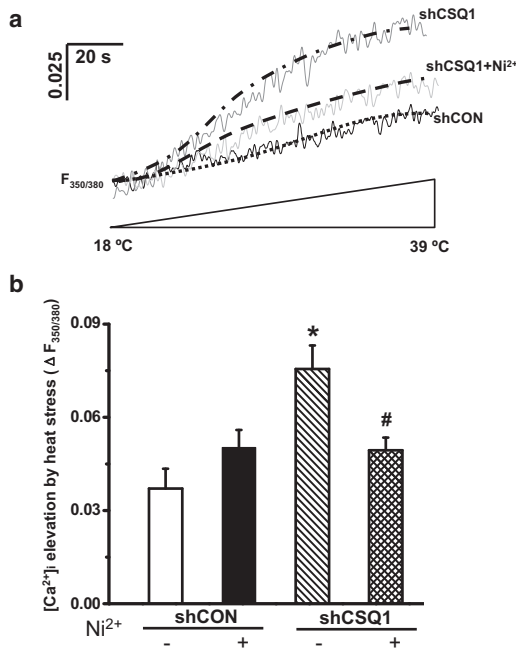 a
shCSQ1
20 s
0.025
shCSQ1+Ni²⁺
shCON
F350/380
18 ºC
39 ºC
b
[Ca²⁺]i elevation by heat stress ( Δ F350/380)
0.09
*
0.06
#
0.03
0.00
shCON
shCSQ1
Ni²⁺
- + - +